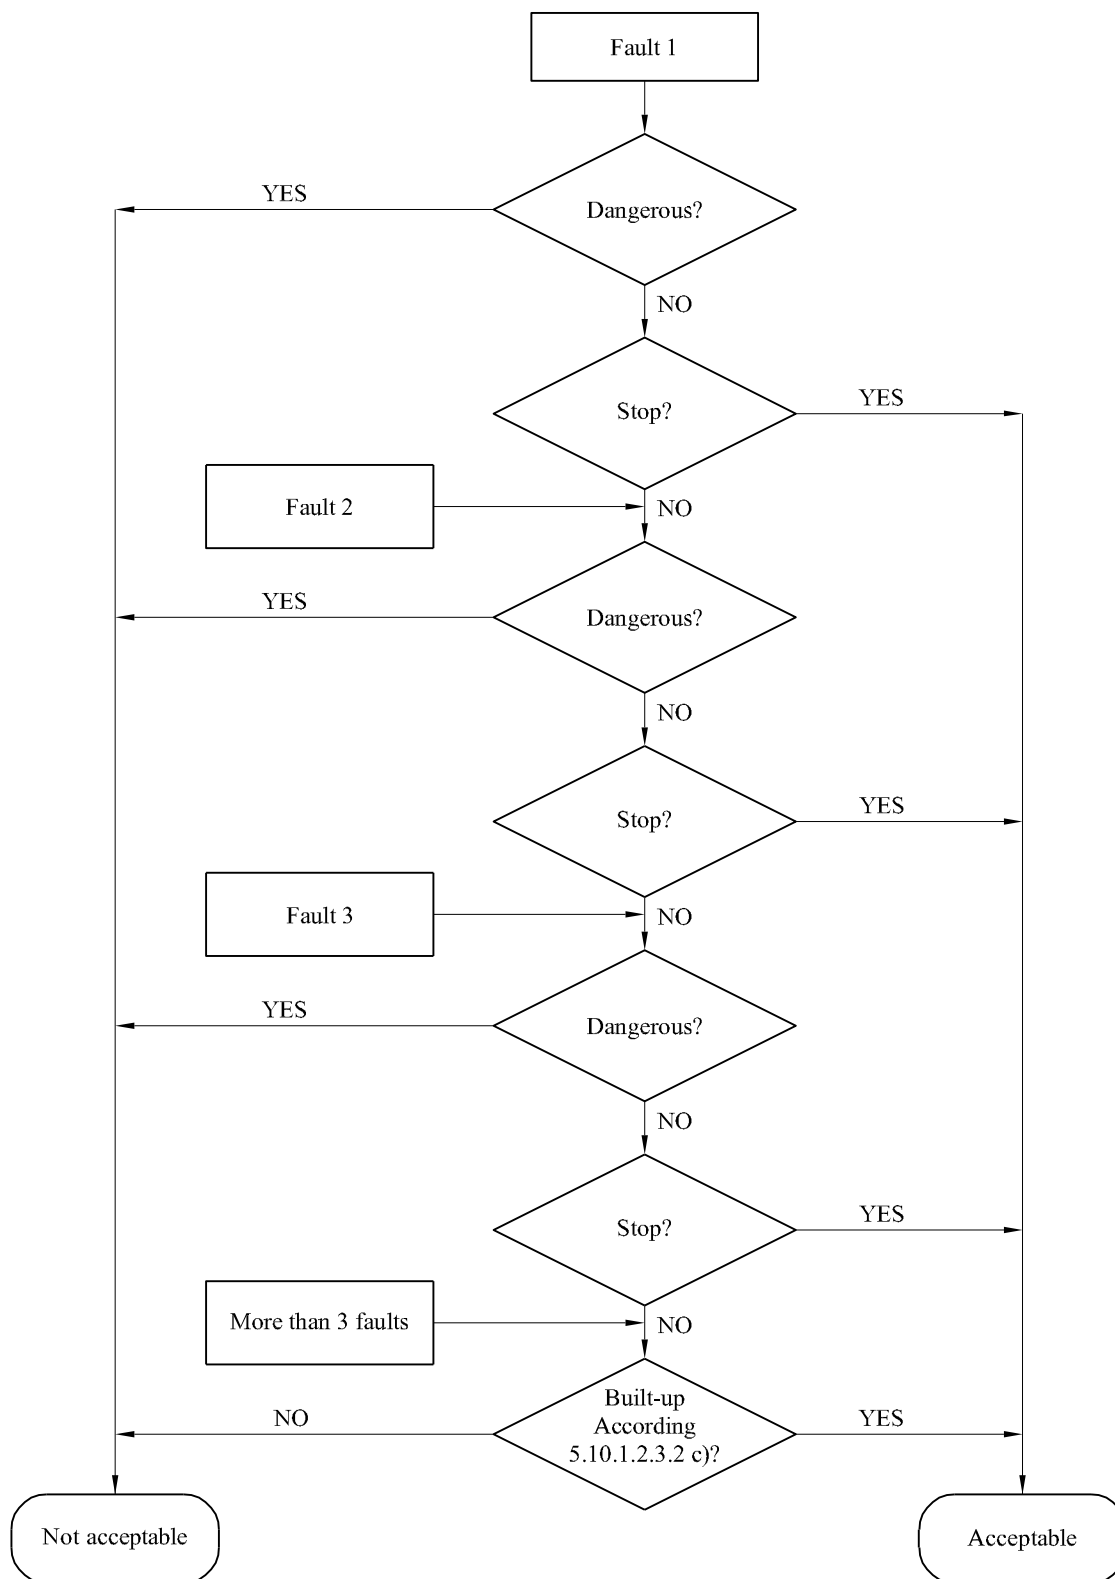 Fault 1
YES
Dangerous?
NO
Stop?
YES
Fault 2
NO
YES
Dangerous?
NO
Stop?
YES
Fault 3
NO
YES
Dangerous?
NO
Stop?
YES
More than 3 faults
NO
NO
Built-up
According
5.10.1.2.3.2 c)?
YES
Not acceptable
Acceptable